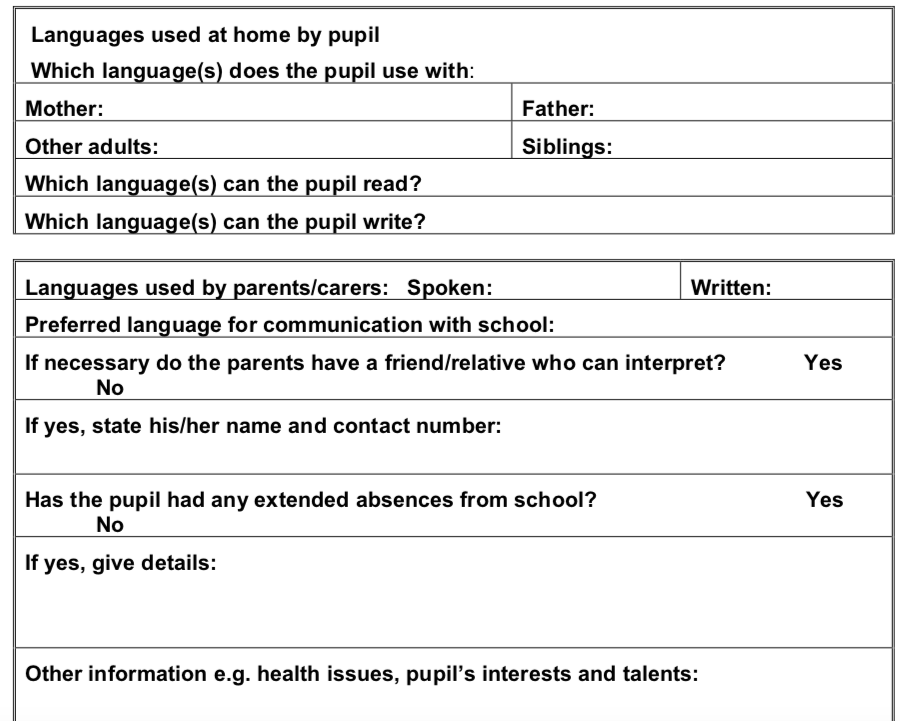 Languages used at home by pupil
Which language(s) does the pupil use with:
Mother: Father:
Other adults: Siblings:
Which language(s) can the pupil read?
Which language(s) can the pupil write?
Languages used by parents/carers: Spoken: Written:
Preferred language for communication with school:
If necessary do the parents have a friend/relative who can interpret? Yes
No
If yes, state his/her name and contact number:
Has the pupil had any extended absences from school? Yes
No
If yes, give details:
Other information e.g. health issues, pupil’s interests and talents: